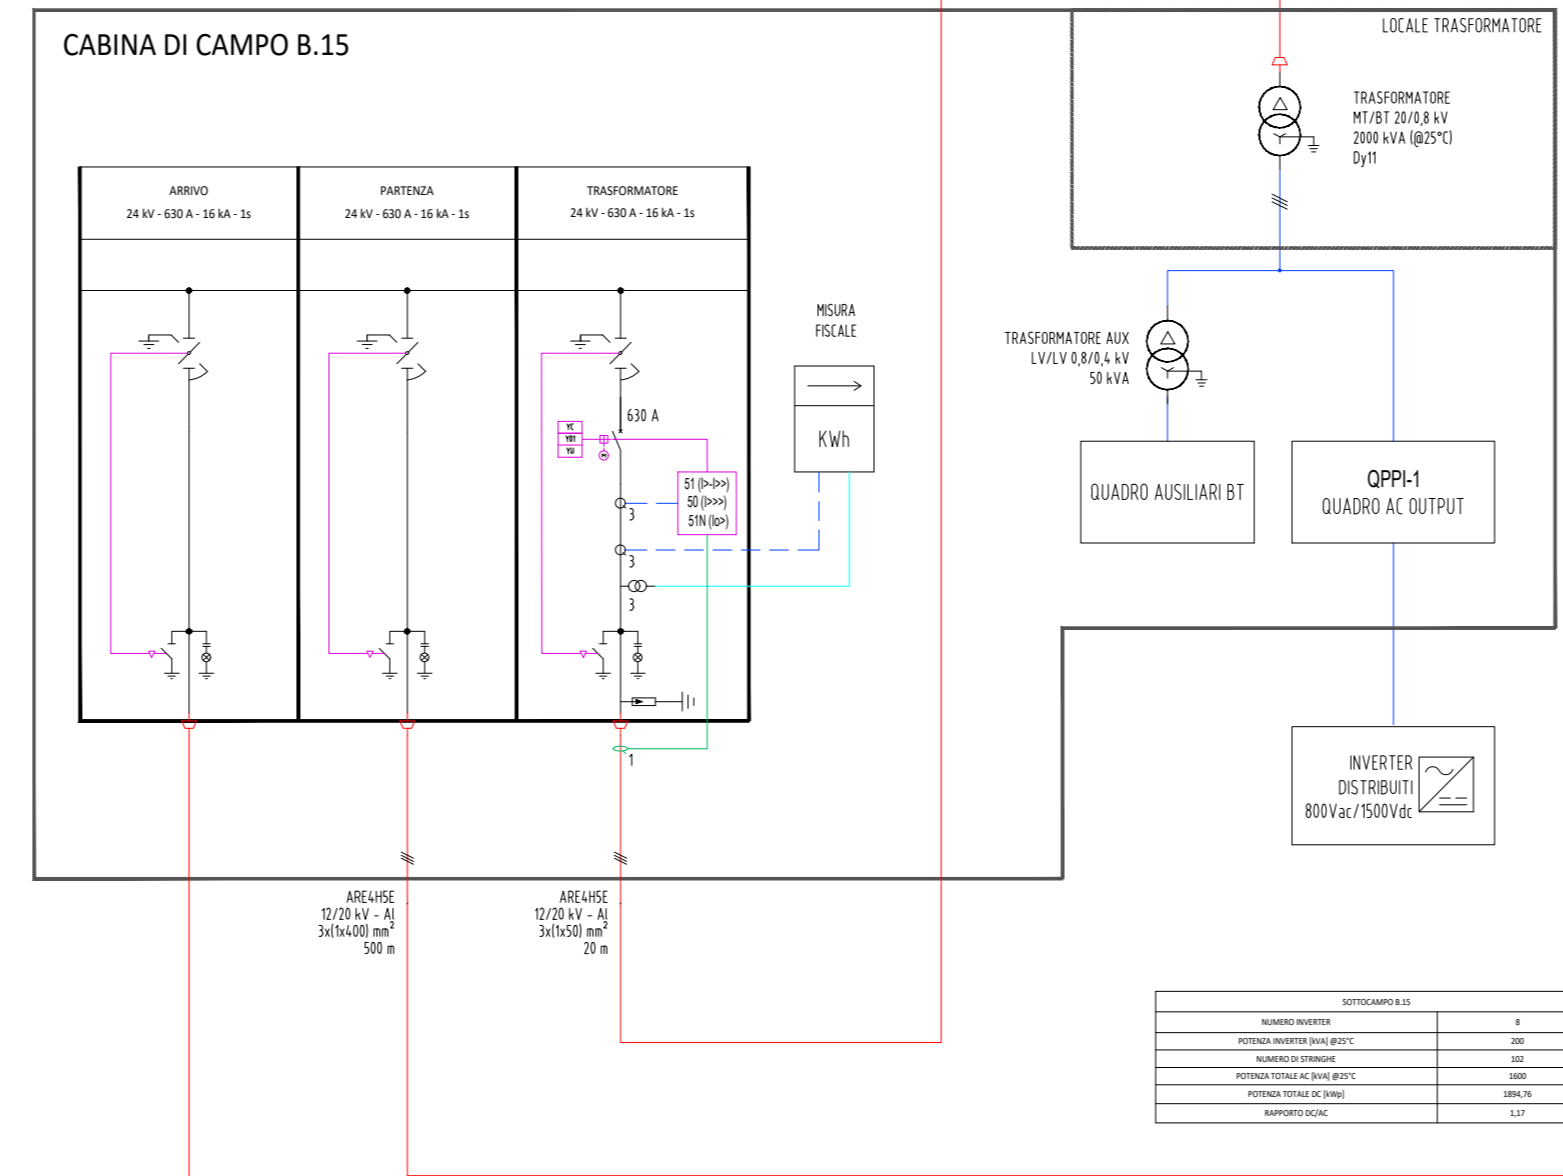 CABINA DI CAMPO B.15
LOCALE TRASFORMATORE
TRASFORMATORE
MT/BT 20/0,8 kV
2000 kVA (@25°C)
Dy11
ARRIVO
24 kV - 630 A - 16 kA - 1s
PARTENZA
24 kV - 630 A - 16 kA - 1s
TRASFORMATORE
24 kV - 630 A - 16 kA - 1s
MISURA
FISCALE
KWh
TRASFORMATORE AUX
LV/LV 0,8/0,4 kV
50 kVA
630 A
YC
Y01
YU
M
51 (I>-I>>)
50 (I>>>)
51N (Io>)
3
3
3
1
QUADRO AUSILIARI BT
QPPI-1
QUADRO AC OUTPUT
INVERTER
DISTRIBUITI
800Vac/1500Vdc
ARE4H5E
12/20 kV - Al
3x(1x400) mm²
500 m
ARE4H5E
12/20 kV - Al
3x(1x50) mm²
20 m
SOTTOCAMPO B.15
NUMERO INVERTER 8
POTENZA INVERTER [kVA] @25°C 200
NUMERO DI STRINGHE 102
POTENZA TOTALE AC [kVA] @25°C 1600
POTENZA TOTALE DC [kWp] 1894,76
RAPPORTO DC/AC 1,17